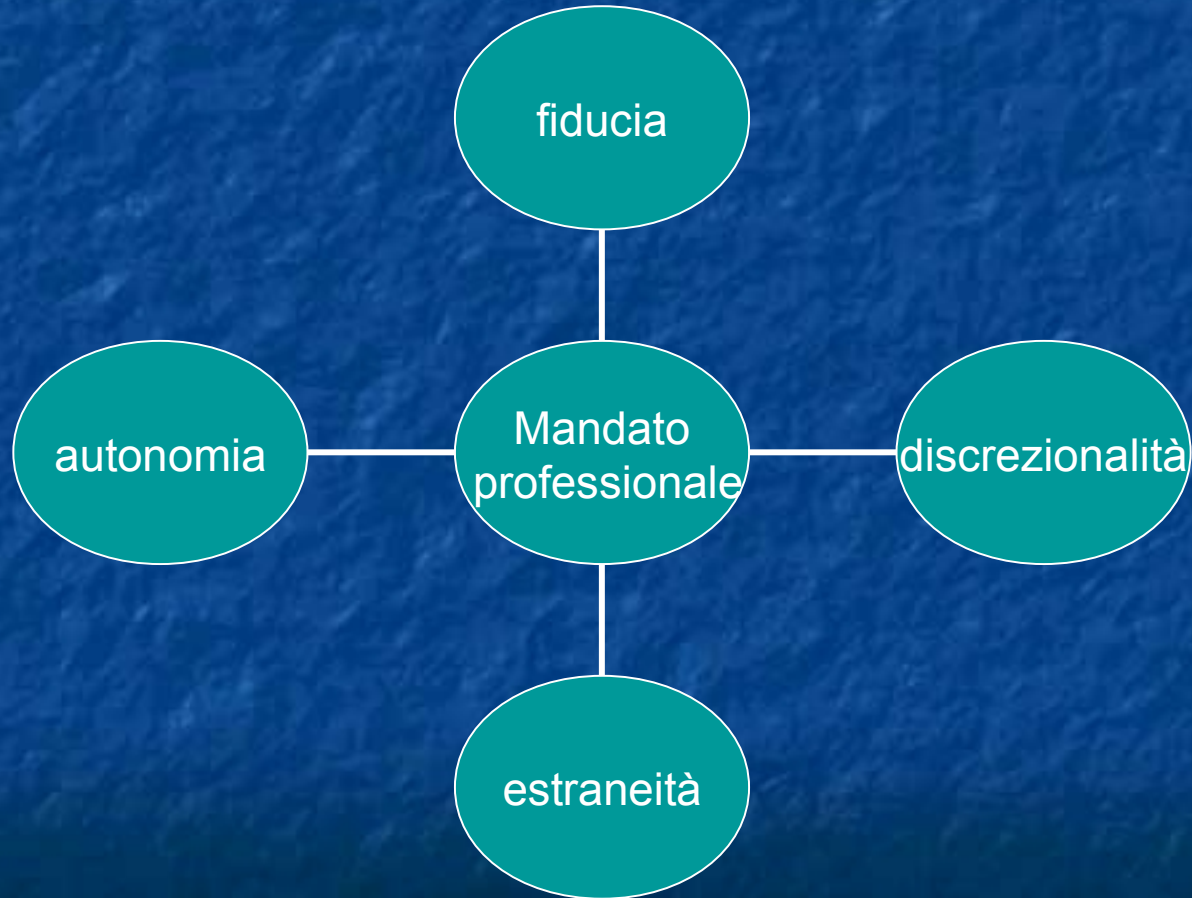 fiducia
autonomia
Mandato
professionale
discrezionalità
estraneità